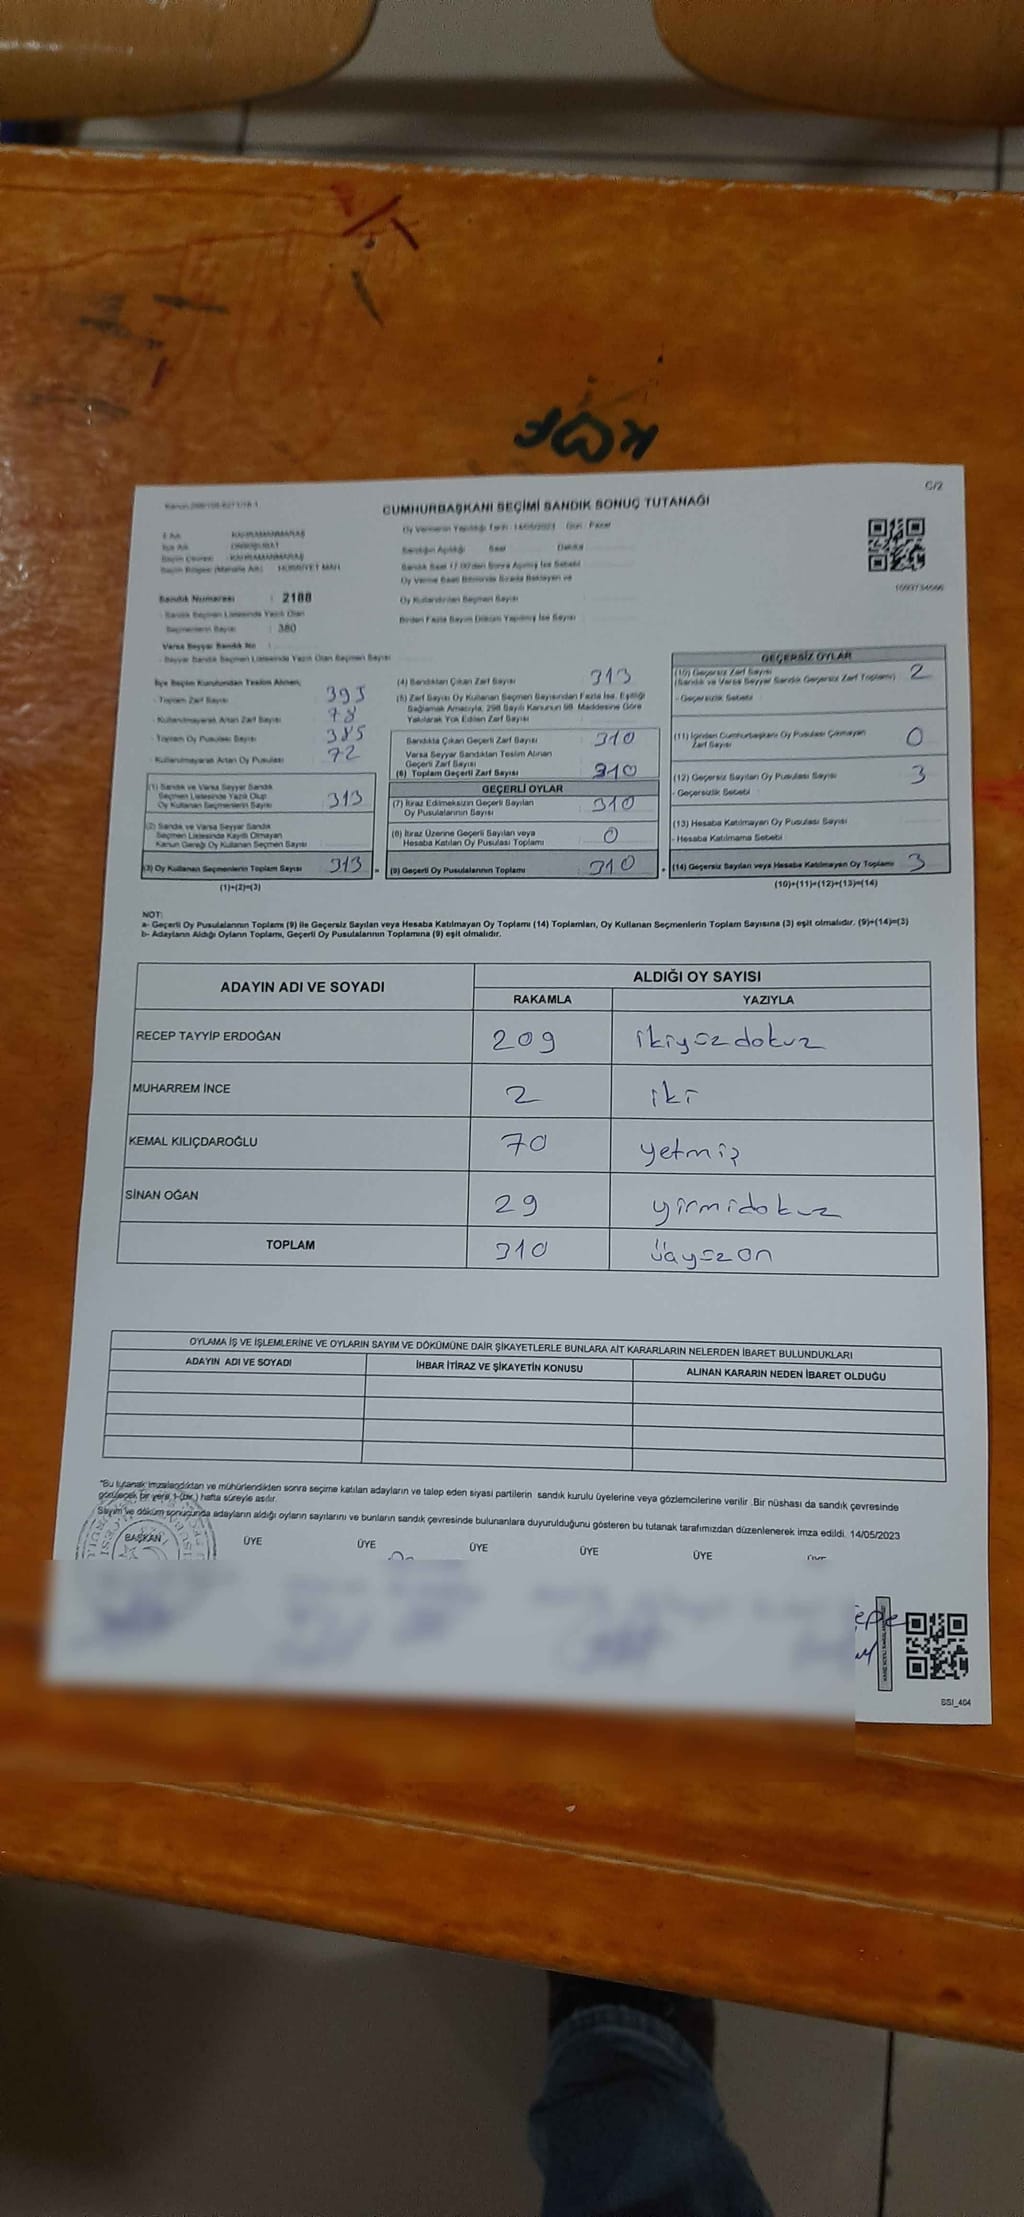 C/2
CUMHURBAŞKANI SEÇİMİ SANDIK SONUÇ TUTANAĞI
Oy Vermenin Yapıldığı Tarih : 14/05/2023 Gün : Pazar
İl Adı : KAHRAMANMARAŞ
İlçe Adı : ONİKİŞUBAT
Seçim Çevresi : KAHRAMANMARAŞ
Seçim Bölgesi (Mahalle Adı) : HÜRRİYET MAH.
Sandığın Açıldığı Saat Dakika
Sandık Saat 17.00'den Sonra Açılmış İse Sebebi
Oy Verme Saati Bitiminde Sırada Bekleyen ve
Oy Kullandırılan Seçmen Sayısı
Birden Fazla Sayım Döküm Yapılmış İse Sayısı
Sandık Numarası : 2188
- Sandık Seçmen Listesinde Yazılı Olan
Seçmenlerin Sayısı : 380
Varsa Seyyar Sandık No :
- Seyyar Sandık Seçmen Listesinde Yazılı Olan Seçmen Sayısı
İlçe Seçim Kurulundan Teslim Alınan;
- Toplam Zarf Sayısı 393
- Kullanılmayarak Artan Zarf Sayısı 78
- Toplam Oy Pusulası Sayısı 385
- Kullanılmayarak Artan Oy Pusulası 72
(1) Sandık ve Varsa Seyyar Sandık
Seçmen Listesinde Yazılı Olup
Oy Kullanan Seçmenlerin Sayısı : 313
(2) Sandık ve Varsa Seyyar Sandık
Seçmen Listesinde Kayıtlı Olmayan
Kanun Gereği Oy Kullanan Seçmen Sayısı
(3) Oy Kullanan Seçmenlerin Toplam Sayısı 313
(1)+(2)=(3)
(4) Sandıktan Çıkan Zarf Sayısı 313
(5) Zarf Sayısı Oy Kullanan Seçmen Sayısından Fazla İse, Eşitliği
Sağlamak Amacıyla, 298 Sayılı Kanunun 98. Maddesine Göre
Yakılarak Yok Edilen Zarf Sayısı
Sandıkta Çıkan Geçerli Zarf Sayısı 310
Varsa Seyyar Sandıktan Teslim Alınan
Geçerli Zarf Sayısı
(6) Toplam Geçerli Zarf Sayısı 310
GEÇERLİ OYLAR
(7) İtiraz Edilmeksizin Geçerli Sayılan
Oy Pusulalarının Sayısı 310
(8) İtiraz Üzerine Geçerli Sayılan veya
Hesaba Katılan Oy Pusulası Toplamı 0
= (9) Geçerli Oy Pusulalarının Toplamı 310
GEÇERSİZ OYLAR
(10) Geçersiz Zarf Sayısı
(Sandık ve Varsa Seyyar Sandık Geçersiz Zarf Toplamı) 2
- Geçersizlik Sebebi
(11) İçinden Cumhurbaşkanı Oy Pusulası Çıkmayan
Zarf Sayısı 0
(12) Geçersiz Sayılan Oy Pusulası Sayısı 3
- Geçersizlik Sebebi
(13) Hesaba Katılmayan Oy Pusulası Sayısı
- Hesaba Katılmama Sebebi
+ (14) Geçersiz Sayılan veya Hesaba Katılmayan Oy Toplamı 3
(10)+(11)+(12)+(13)=(14)
NOT:
a- Geçerli Oy Pusulalarının Toplamı (9) ile Geçersiz Sayılan veya Hesaba Katılmayan Oy Toplamı (14) Toplamları, Oy Kullanan Seçmenlerin Toplam Sayısına (3) eşit olmalıdır. (9)+(14)=(3)
b- Adayların Aldığı Oyların Toplamı, Geçerli Oy Pusulalarının Toplamına (9) eşit olmalıdır.
ADAYIN ADI VE SOYADI ALDIĞI OY SAYISI
RAKAMLA YAZIYLA
RECEP TAYYİP ERDOĞAN 209 ikiyüzdokuz
MUHARREM İNCE 2 iki
KEMAL KILIÇDAROĞLU 70 yetmiş
SİNAN OĞAN 29 yirmidokuz
TOPLAM 310 üçyüzon
OYLAMA İŞ VE İŞLEMLERİNE VE OYLARIN SAYIM VE DÖKÜMÜNE DAİR ŞİKAYETLERLE BUNLARA AİT KARARLARIN NELERDEN İBARET BULUNDUKLARI
ADAYIN ADI VE SOYADI İHBAR İTİRAZ VE ŞİKAYETİN KONUSU ALINAN KARARIN NEDEN İBARET OLDUĞU
"Bu tutanak imzalandıktan ve mühürlendikten sonra seçime katılan adayların ve talep eden siyasi partilerin sandık kurulu üyelerine veya gözlemcilerine verilir. Bir nüshası da sandık çevresinde
görülecek bir yere 1 (bir) hafta süreyle asılır.
Sayım ve döküm sonucunda adayların aldığı oyların sayılarını ve bunların sandık çevresinde bulunanlara duyurulduğunu gösteren bu tutanak tarafımızdan düzenlenerek imza edildi. 14/05/2023
BAŞKAN ÜYE ÜYE ÜYE ÜYE ÜYE
SSI_404